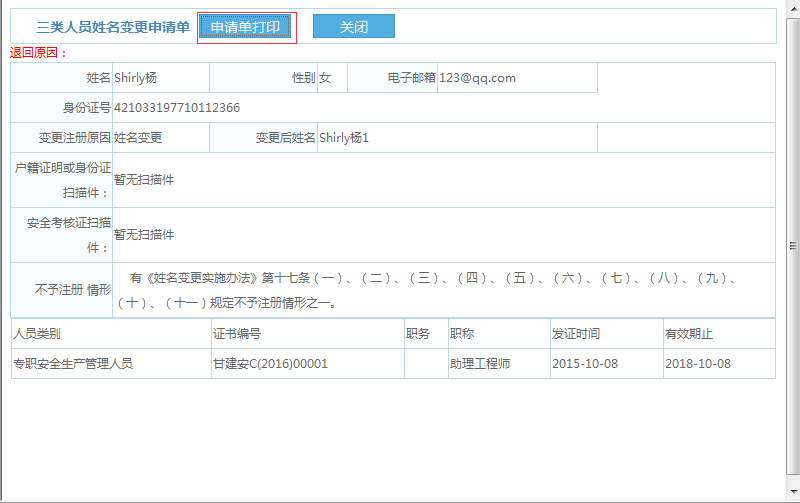 三类人员姓名变更申请单 申请单打印 关闭
退回原因：
姓名 Shirly杨 性别 女 电子邮箱 123@qq.com
身份证号 421033197710112366
变更注册原因 姓名变更 变更后姓名 Shirly杨1
户籍证明或身份证
扫描件： 暂无扫描件
安全考核证扫描
件： 暂无扫描件
不予注册 情形 有《姓名变更实施办法》第十七条（一）、（二）、（三）、（四）、（五）、（六）、（七）、（八）、（九）、
（十）、（十一）规定不予注册情形之一。
人员类别 证书编号 职务 职称 发证时间 有效期止
专职安全生产管理人员 甘建安C(2016)00001 助理工程师 2015-10-08 2018-10-08